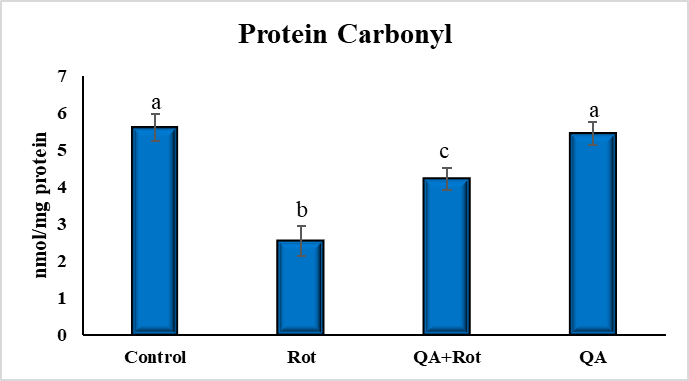 Protein Carbonyl
nmol/mg protein
7
6
5
4
3
2
1
0
a
b
c
a
Control Rot QA+Rot QA